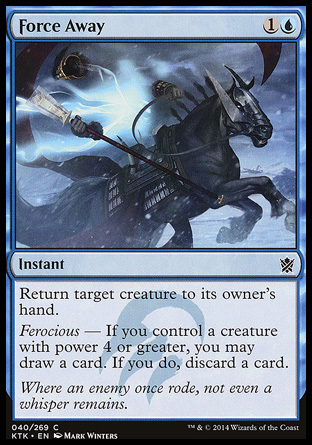 Force Away 1
Instant
Return target creature to its owner's
hand.
Ferocious — If you control a creature
with power 4 or greater, you may
draw a card. If you do, discard a card.
Where an enemy once rode, not even a
whisper remains.
040/269 C
KTK • EN Mark Winters ™ & © 2014 Wizards of the Coast